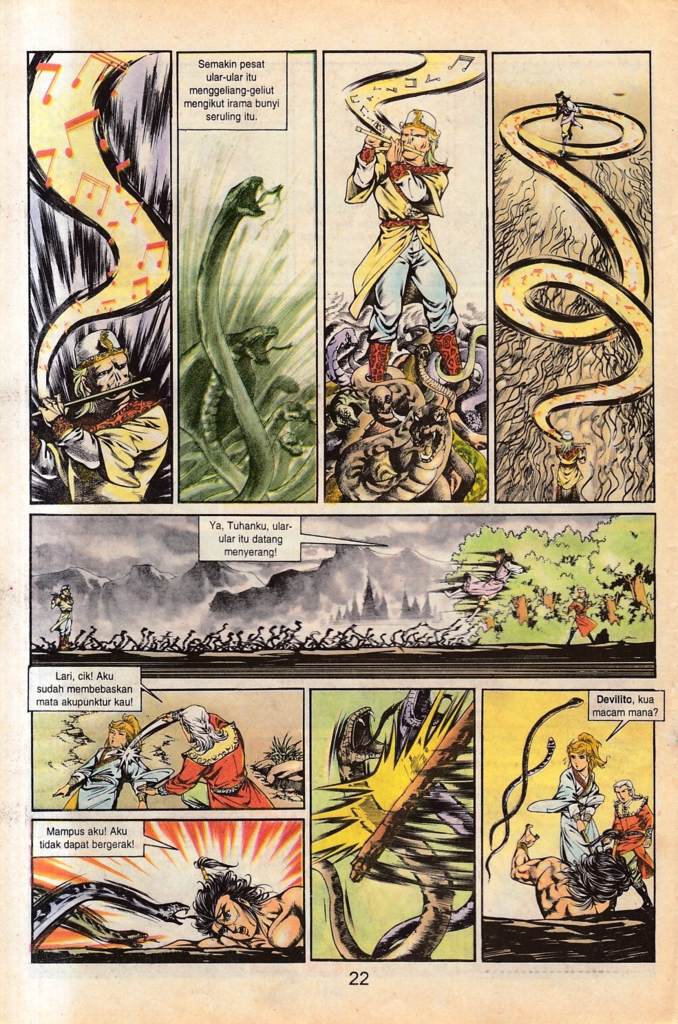 Semakin pesat
ular-ular itu
menggeliang-geliut
mengikut irama bunyi
seruling itu.
Ya, Tuhanku, ular-
ular itu datang
menyerang!
Lari, cik! Aku
sudah membebaskan
mata akupunktur kau!
Mampus aku! Aku
tidak dapat bergerak!
Devilito, kua
macam mana?
22